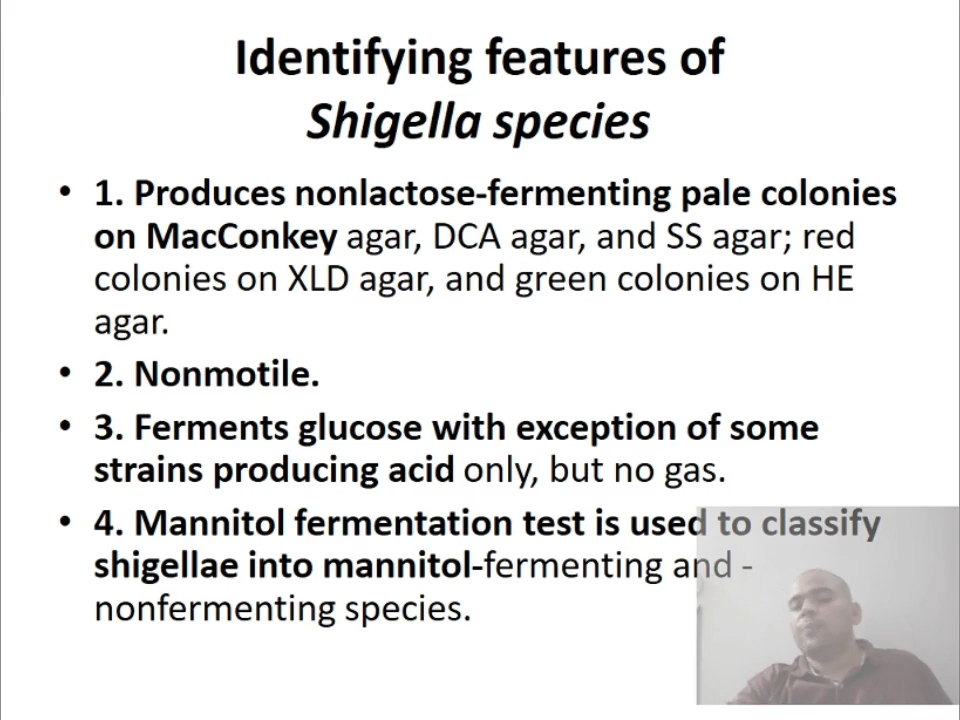 Identifying features of
Shigella species
• 1. Produces nonlactose-fermenting pale colonies
on MacConkey agar, DCA agar, and SS agar; red
colonies on XLD agar, and green colonies on HE
agar.
• 2. Nonmotile.
• 3. Ferments glucose with exception of some
strains producing acid only, but no gas.
• 4. Mannitol fermentation test is used to classify
shigellae into mannitol-fermenting and -
nonfermenting species.